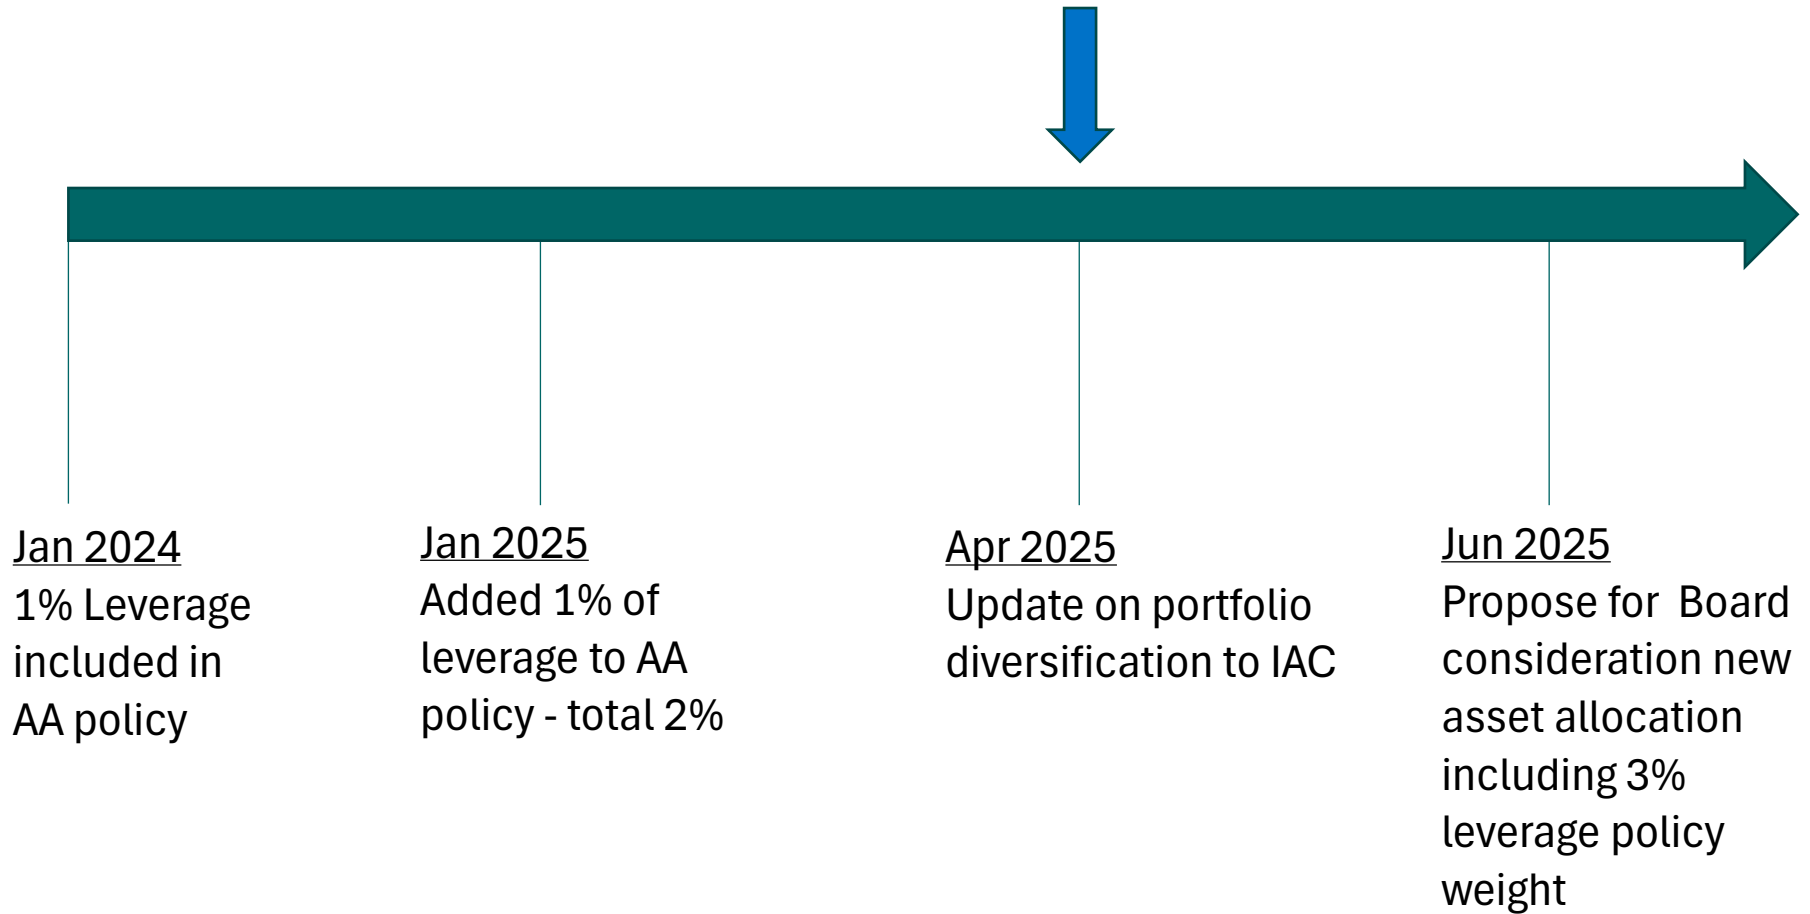 Jan 2024
1% Leverage
included in
AA policy
Jan 2025
Added 1% of
leverage to AA
policy - total 2%
Apr 2025
Update on portfolio
diversification to IAC
Jun 2025
Propose for  Board
consideration new
asset allocation
including 3%
leverage policy
weight